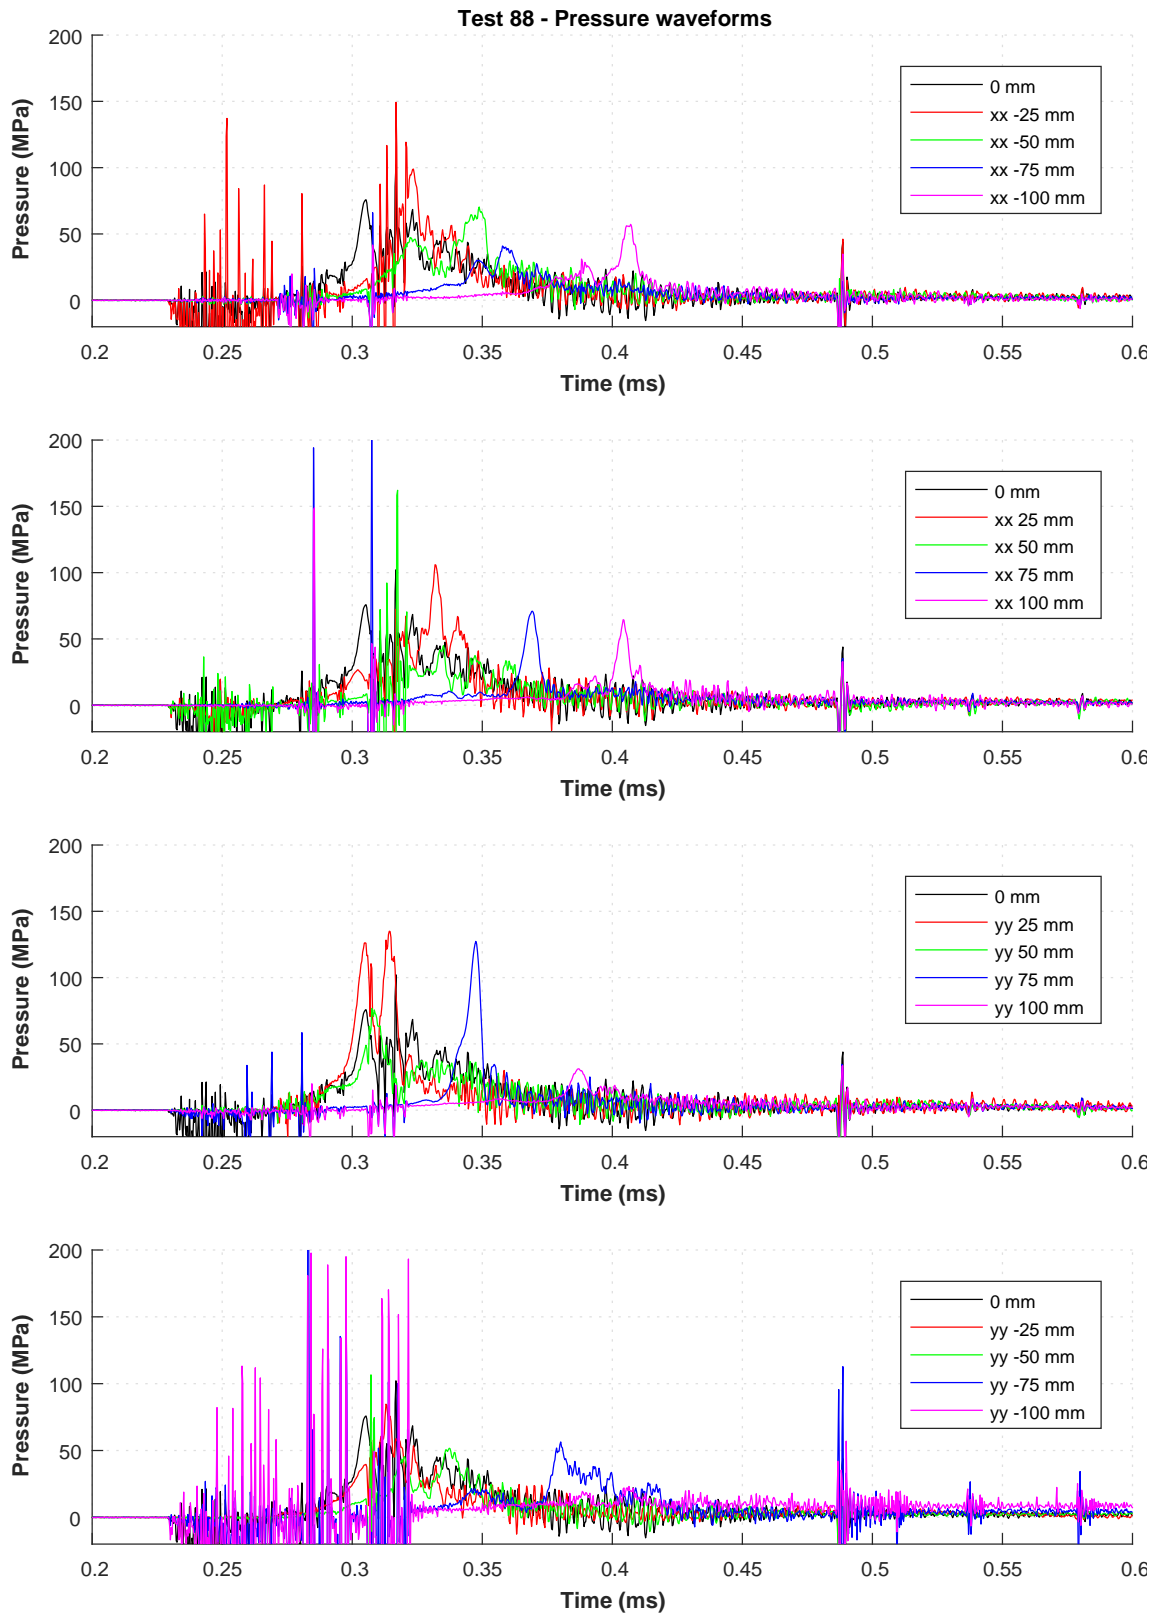 Test 88 - Pressure waveforms
200
150
100
50
0
Pressure (MPa)
0 mm
xx -25 mm
xx -50 mm
xx -75 mm
xx -100 mm
0.2 0.25 0.3 0.35 0.4 0.45 0.5 0.55 0.6
Time (ms)
200
150
100
50
0
Pressure (MPa)
0 mm
xx 25 mm
xx 50 mm
xx 75 mm
xx 100 mm
0.2 0.25 0.3 0.35 0.4 0.45 0.5 0.55 0.6
Time (ms)
200
150
100
50
0
Pressure (MPa)
0 mm
yy 25 mm
yy 50 mm
yy 75 mm
yy 100 mm
0.2 0.25 0.3 0.35 0.4 0.45 0.5 0.55 0.6
Time (ms)
200
150
100
50
0
Pressure (MPa)
0 mm
yy -25 mm
yy -50 mm
yy -75 mm
yy -100 mm
0.2 0.25 0.3 0.35 0.4 0.45 0.5 0.55 0.6
Time (ms)